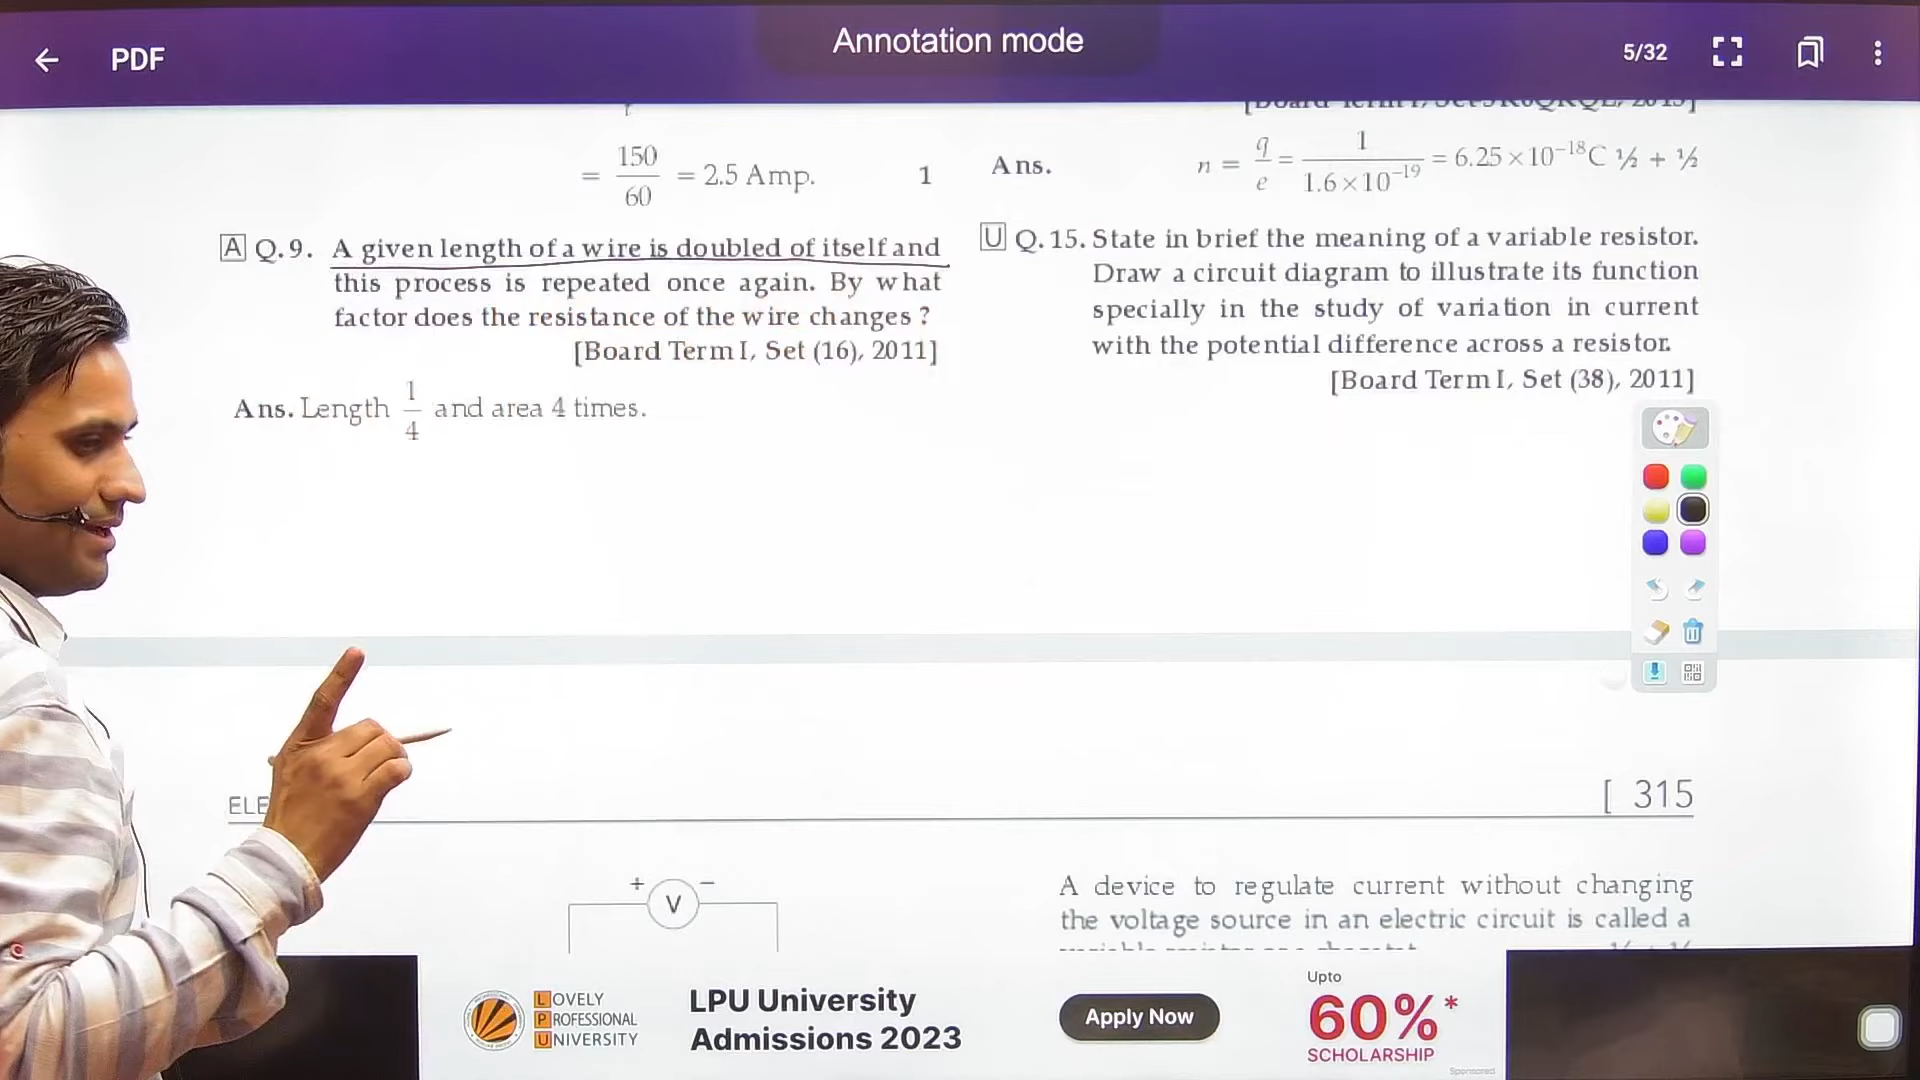 Annotation mode
PDF
5/32
= 150/60 = 2.5 Amp. 1
A Q. 9. A given length of a wire is doubled of itself and
this process is repeated once again. By what
factor does the resistance of the wire changes ?
[Board Term I, Set (16), 2011]
Ans. Length 1/4 and area 4 times.
Ans. n = q/e = 1/1.6×10⁻¹⁹ = 6.25×10⁻¹⁸C ½ + ½
U Q. 15. State in brief the meaning of a variable resistor.
Draw a circuit diagram to illustrate its function
specially in the study of variation in current
with the potential difference across a resistor.
[Board Term I, Set (38), 2011]
ELE
[ 315
+ V −
A device to regulate current without changing
the voltage source in an electric circuit is called a
LOVELY
PROFESSIONAL
UNIVERSITY
LPU University
Admissions 2023
Apply Now
Upto
60%*
SCHOLARSHIP
Sponsored